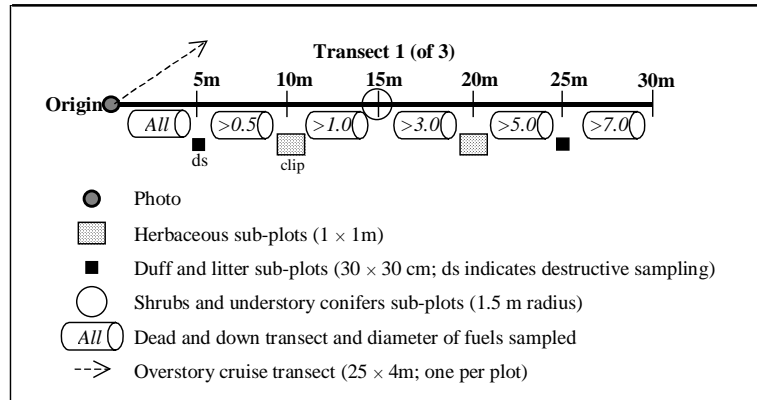 Transect 1 (of 3)
5m 10m 15m 20m 25m 30m
Origin
All >0.5 >1.0 >3.0 >5.0 >7.0
ds clip
Photo
Herbaceous sub-plots (1 × 1m)
Duff and litter sub-plots (30 × 30 cm; ds indicates destructive sampling)
Shrubs and understory conifers sub-plots (1.5 m radius)
All Dead and down transect and diameter of fuels sampled
Overstory cruise transect (25 × 4m; one per plot)